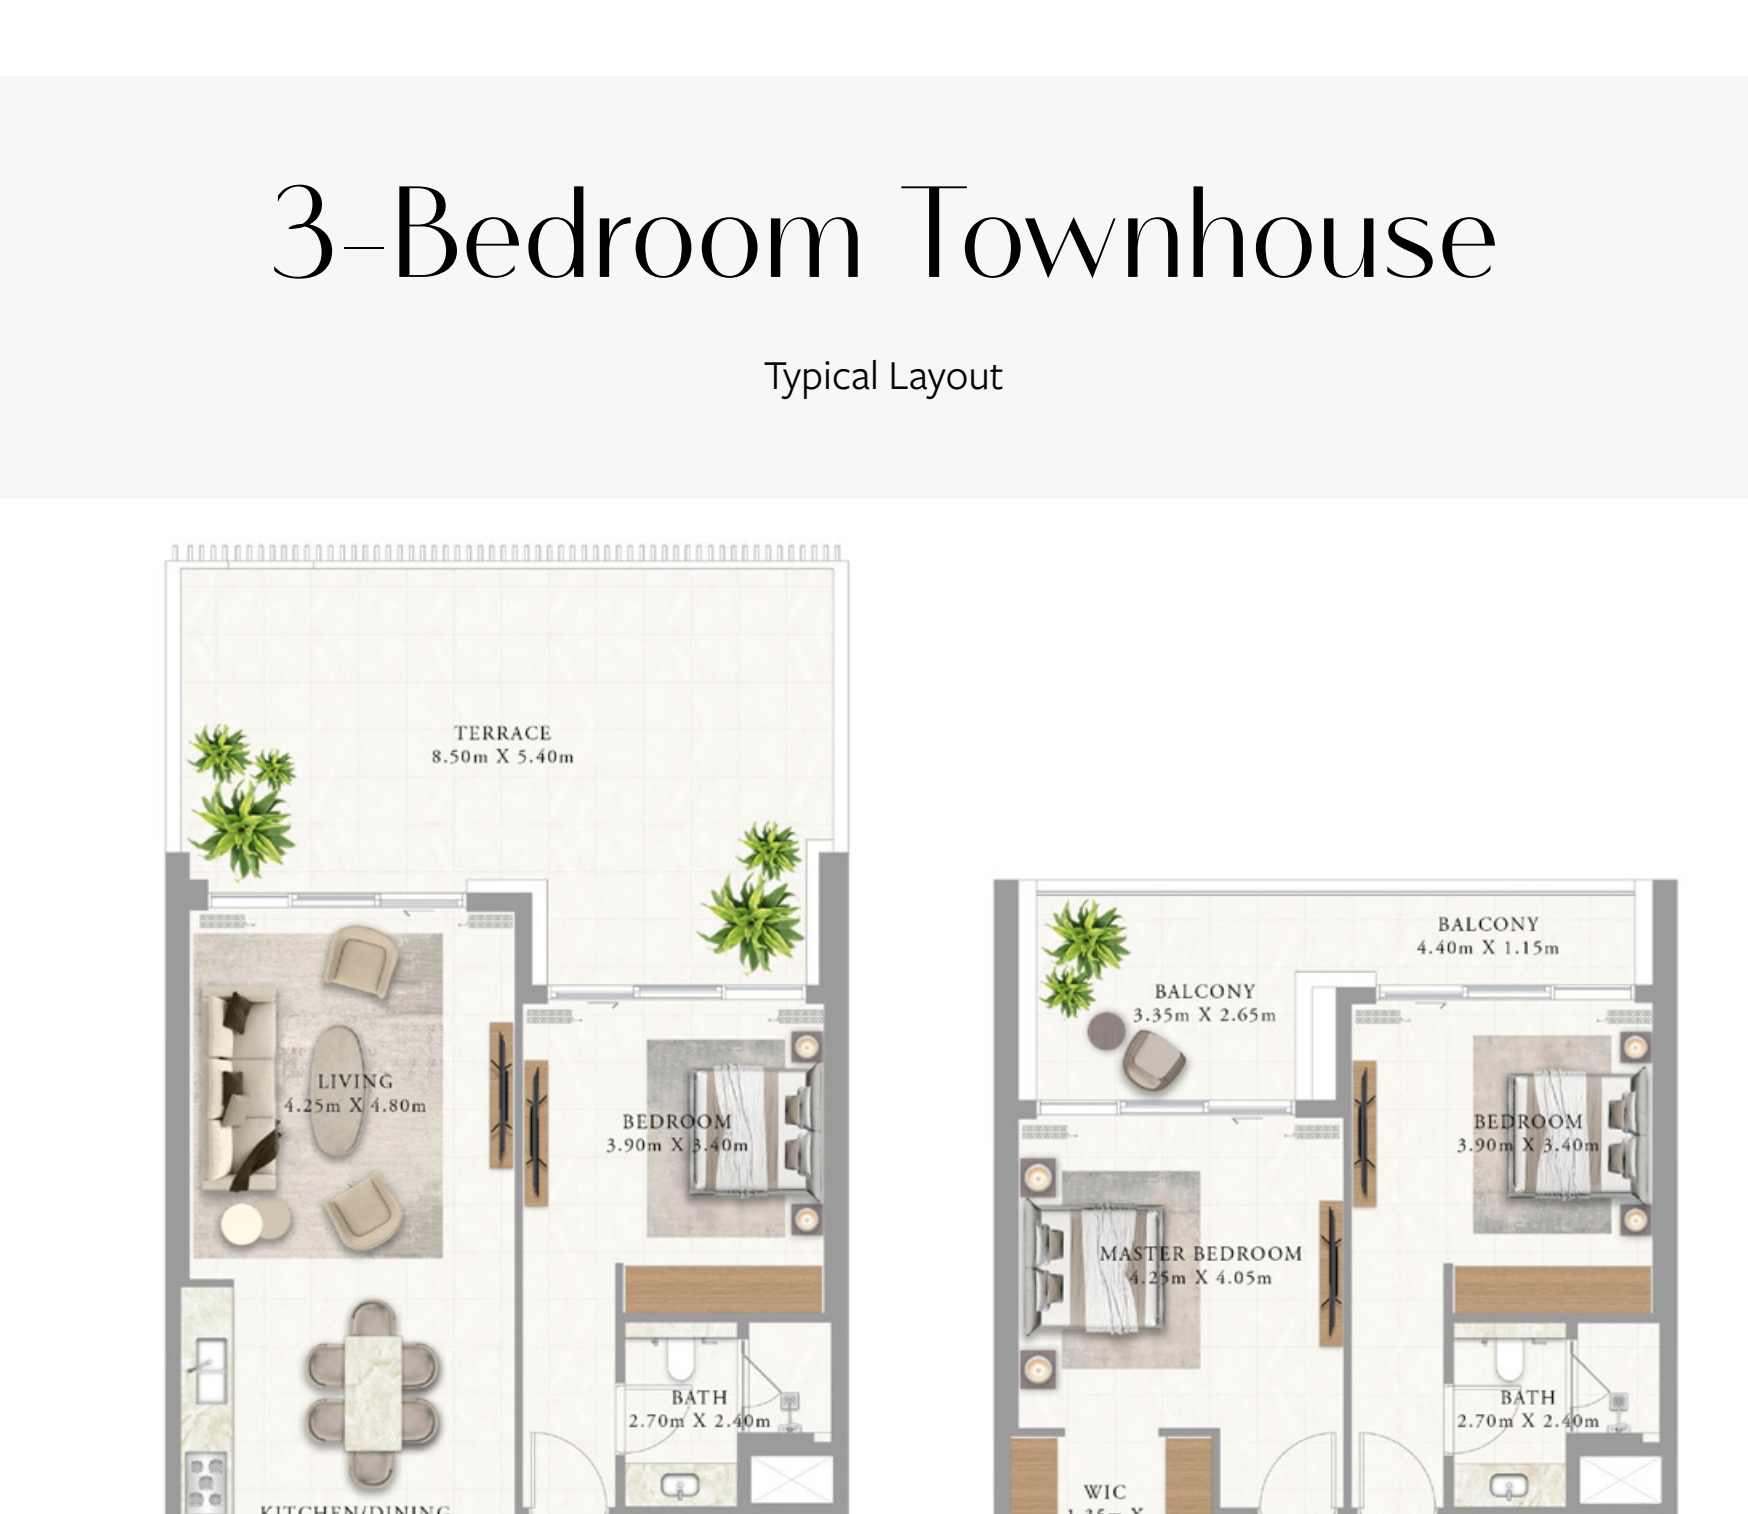 3-Bedroom Townhouse
Typical Layout
TERRACE
8.50m X 5.40m
LIVING
4.25m X 4.80m
BEDROOM
3.90m X 3.40m
BATH
2.70m X 2.40m
KITCHEN/DINING
BALCONY
4.40m X 1.15m
BALCONY
3.35m X 2.65m
BEDROOM
3.90m X 3.40m
MASTER BEDROOM
4.25m X 4.05m
BATH
2.70m X 2.40m
WIC